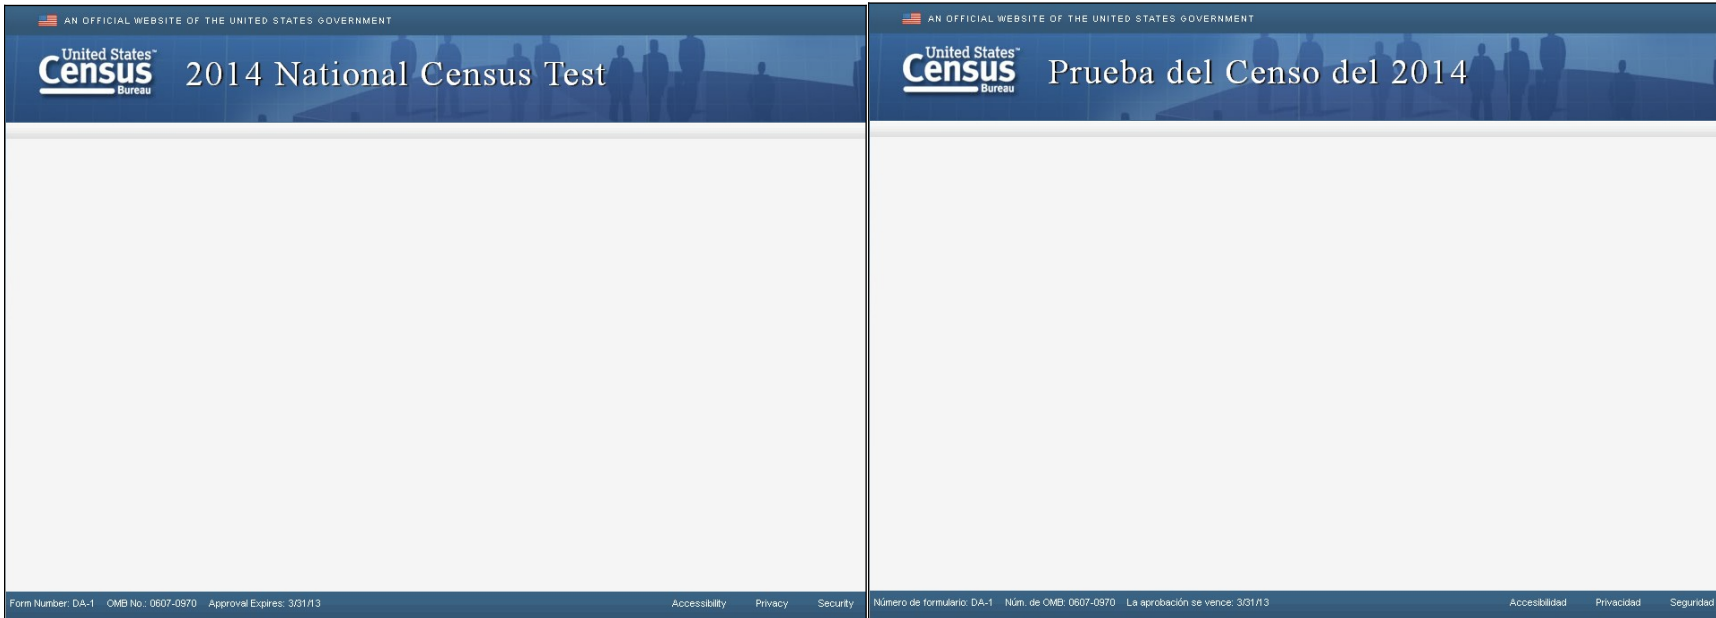 AN OFFICIAL WEBSITE OF THE UNITED STATES GOVERNMENT
United States™
Census
Bureau
2014 National Census Test
Form Number: DA-1 OMB No.: 0607-0970 Approval Expires: 3/31/13 Accessibility Privacy Security
AN OFFICIAL WEBSITE OF THE UNITED STATES GOVERNMENT
United States™
Census
Bureau
Prueba del Censo del 2014
Número de formulario: DA-1 Núm. de OMB: 0607-0970 La aprobación se vence: 3/31/13 Accesibilidad Privacidad Seguridad